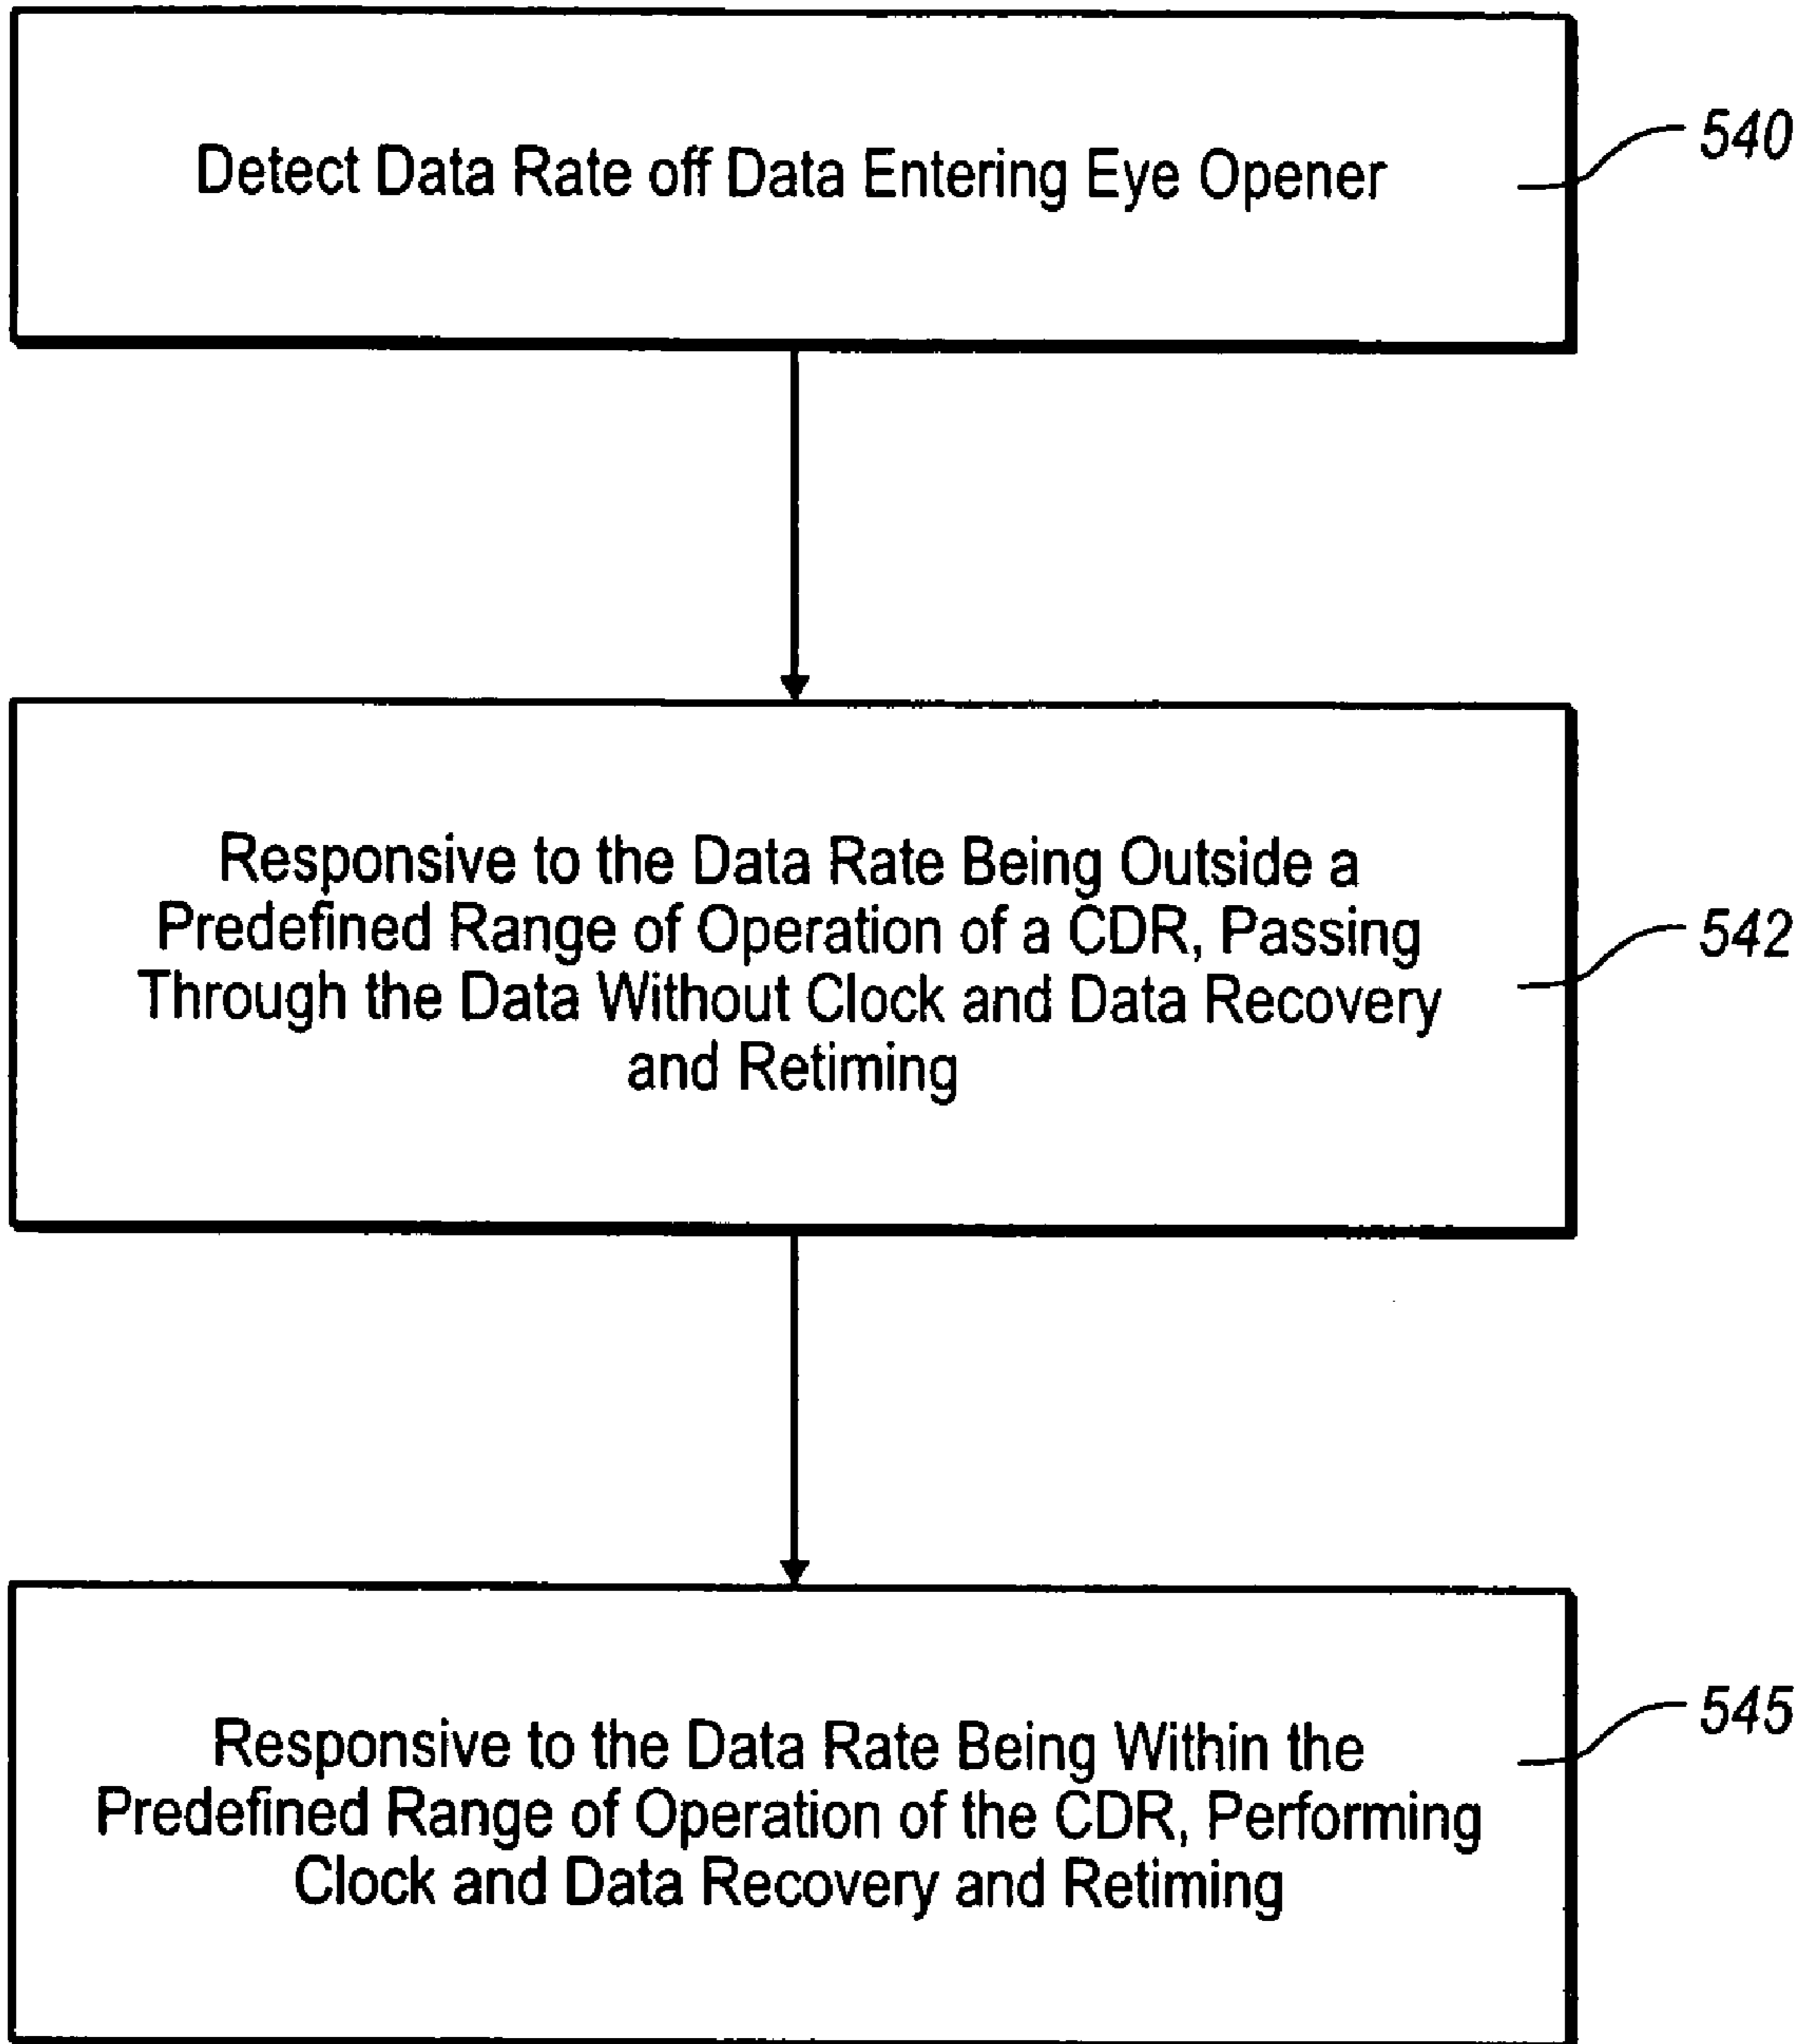 Detect Data Rate off Data Entering Eye Opener
540
Responsive to the Data Rate Being Outside a
Predefined Range of Operation of a CDR, Passing
Through the Data Without Clock and Data Recovery
and Retiming
542
Responsive to the Data Rate Being Within the
Predefined Range of Operation of the CDR, Performing
Clock and Data Recovery and Retiming
545